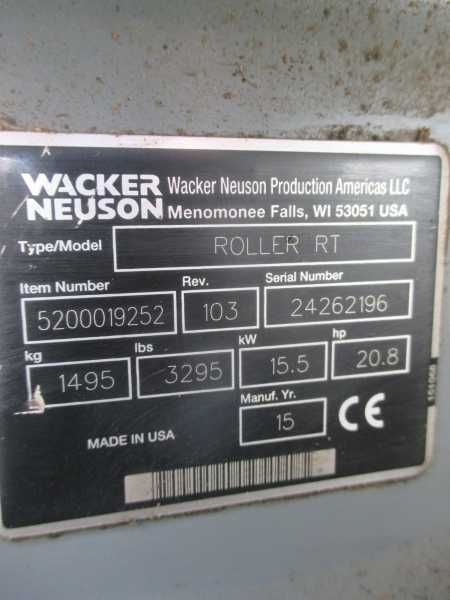 WACKER NEUSON
Wacker Neuson Production Americas LLC
Menomonee Falls, WI 53051 USA
Type/Model ROLLER RT
Item Number Rev. Serial Number
5200019252 103 24262196
kg lbs kW hp
1495 3295 15.5 20.8
Manuf. Yr.
15
CE
MADE IN USA